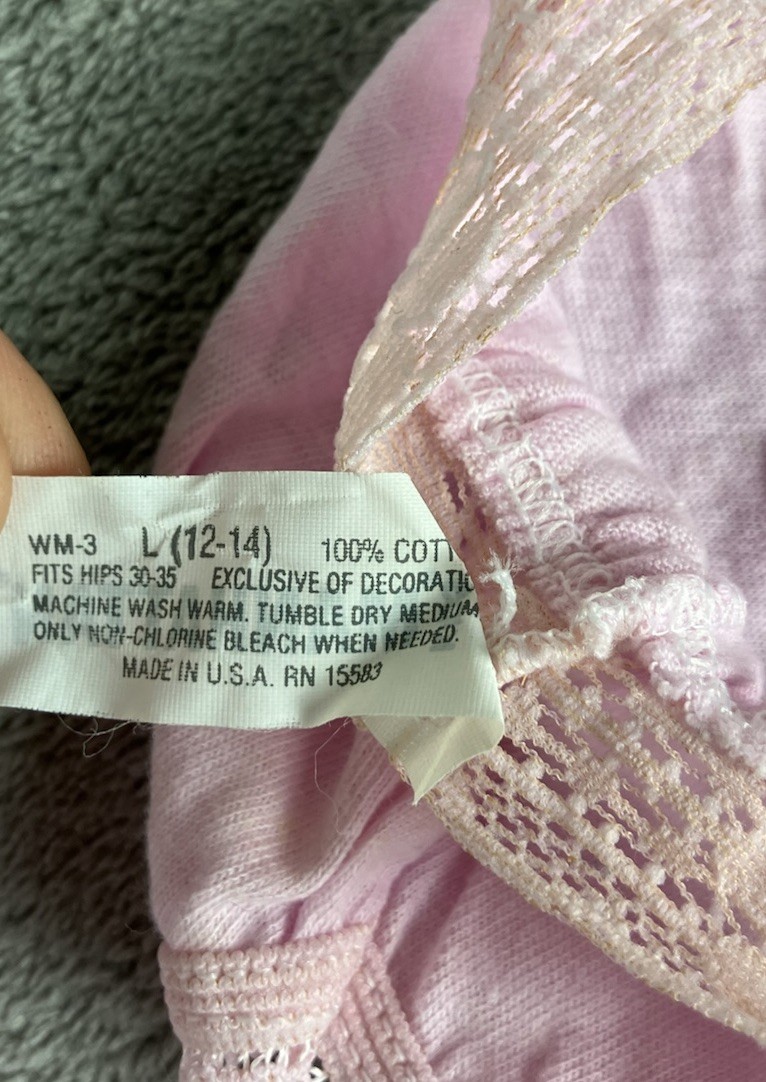 WM-3 L (12-14) 100% COTT
FITS HIPS 30-35 EXCLUSIVE OF DECORATIO
MACHINE WASH WARM. TUMBLE DRY MEDIUM
ONLY NON-CHLORINE BLEACH WHEN NEEDED.
MADE IN U.S.A. RN 15583